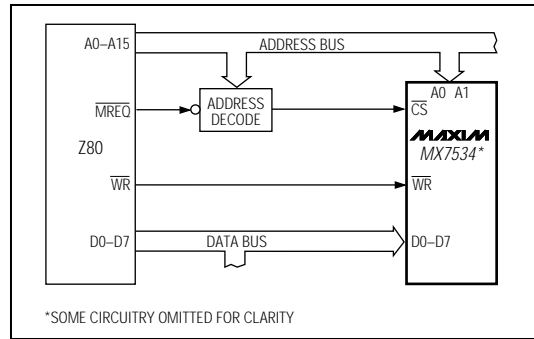 A0–A15
ADDRESS BUS
A0 A1
MREQ
ADDRESS
DECODE
CS
MAXIM
MX7534*
Z80
WR
WR
D0–D7
DATA BUS
D0–D7
*SOME CIRCUITRY OMITTED FOR CLARITY